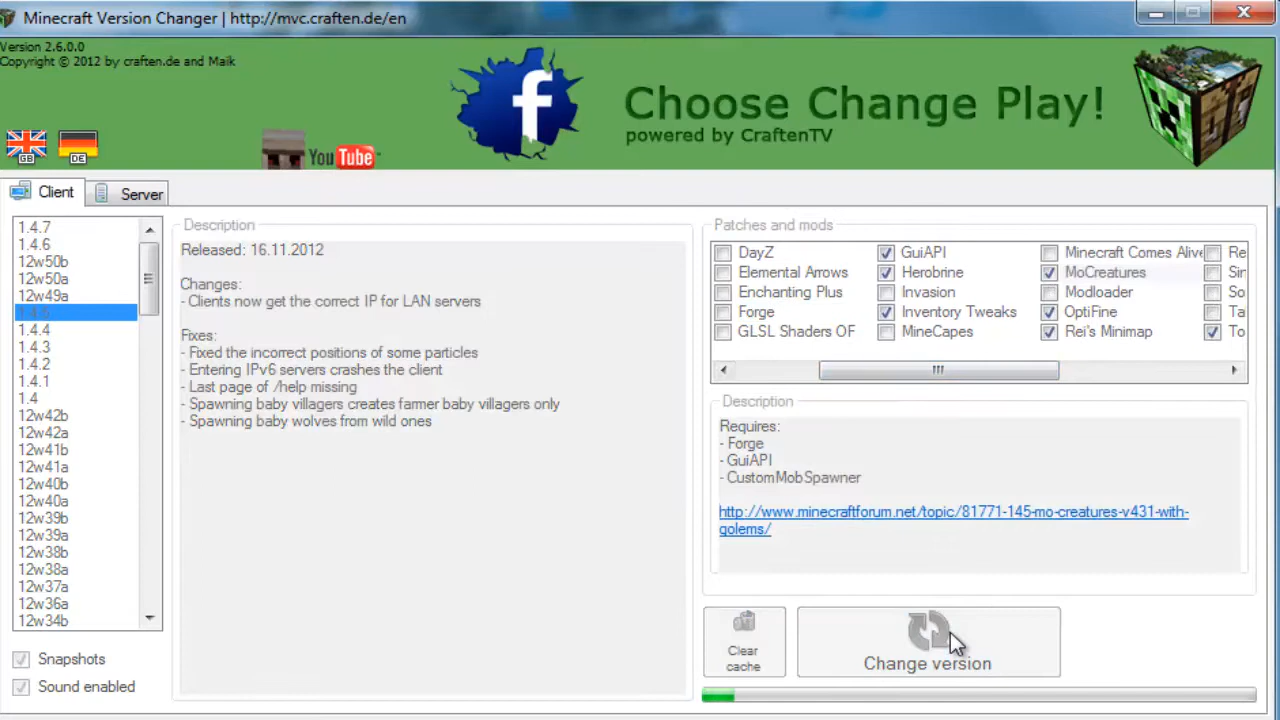 Minecraft Version Changer | http://mvc.craften.de/en
Version 2.6.0.0
Copyright © 2012 by craften.de and Maik
f
Choose Change Play!
powered by CraftenTV
GB
DE
YouTube
Client
Server
1.4.7
1.4.6
12w50b
12w50a
12w49a
1.4.5
1.4.4
1.4.3
1.4.2
1.4.1
1.4
12w42b
12w42a
12w41b
12w41a
12w40b
12w40a
12w39b
12w39a
12w38b
12w38a
12w37a
12w36a
12w34b
Snapshots
Sound enabled
Description
Released: 16.11.2012
Changes:
- Clients now get the correct IP for LAN servers
Fixes:
- Fixed the incorrect positions of some particles
- Entering IPv6 servers crashes the client
- Last page of /help missing
- Spawning baby villagers creates farmer baby villagers only
- Spawning baby wolves from wild ones
Patches and mods
DayZ
Elemental Arrows
Enchanting Plus
Forge
GLSL Shaders OF
GuiAPI
Herobrine
Invasion
Inventory Tweaks
MineCapes
Minecraft Comes Alive
MoCreatures
Modloader
OptiFine
Rei's Minimap
Re
Sin
So
Ta
To
Description
Requires:
- Forge
- GuiAPI
- CustomMobSpawner
http://www.minecraftforum.net/topic/81771-145-mo-creatures-v431-with-
golems/
Clear
cache
Change version